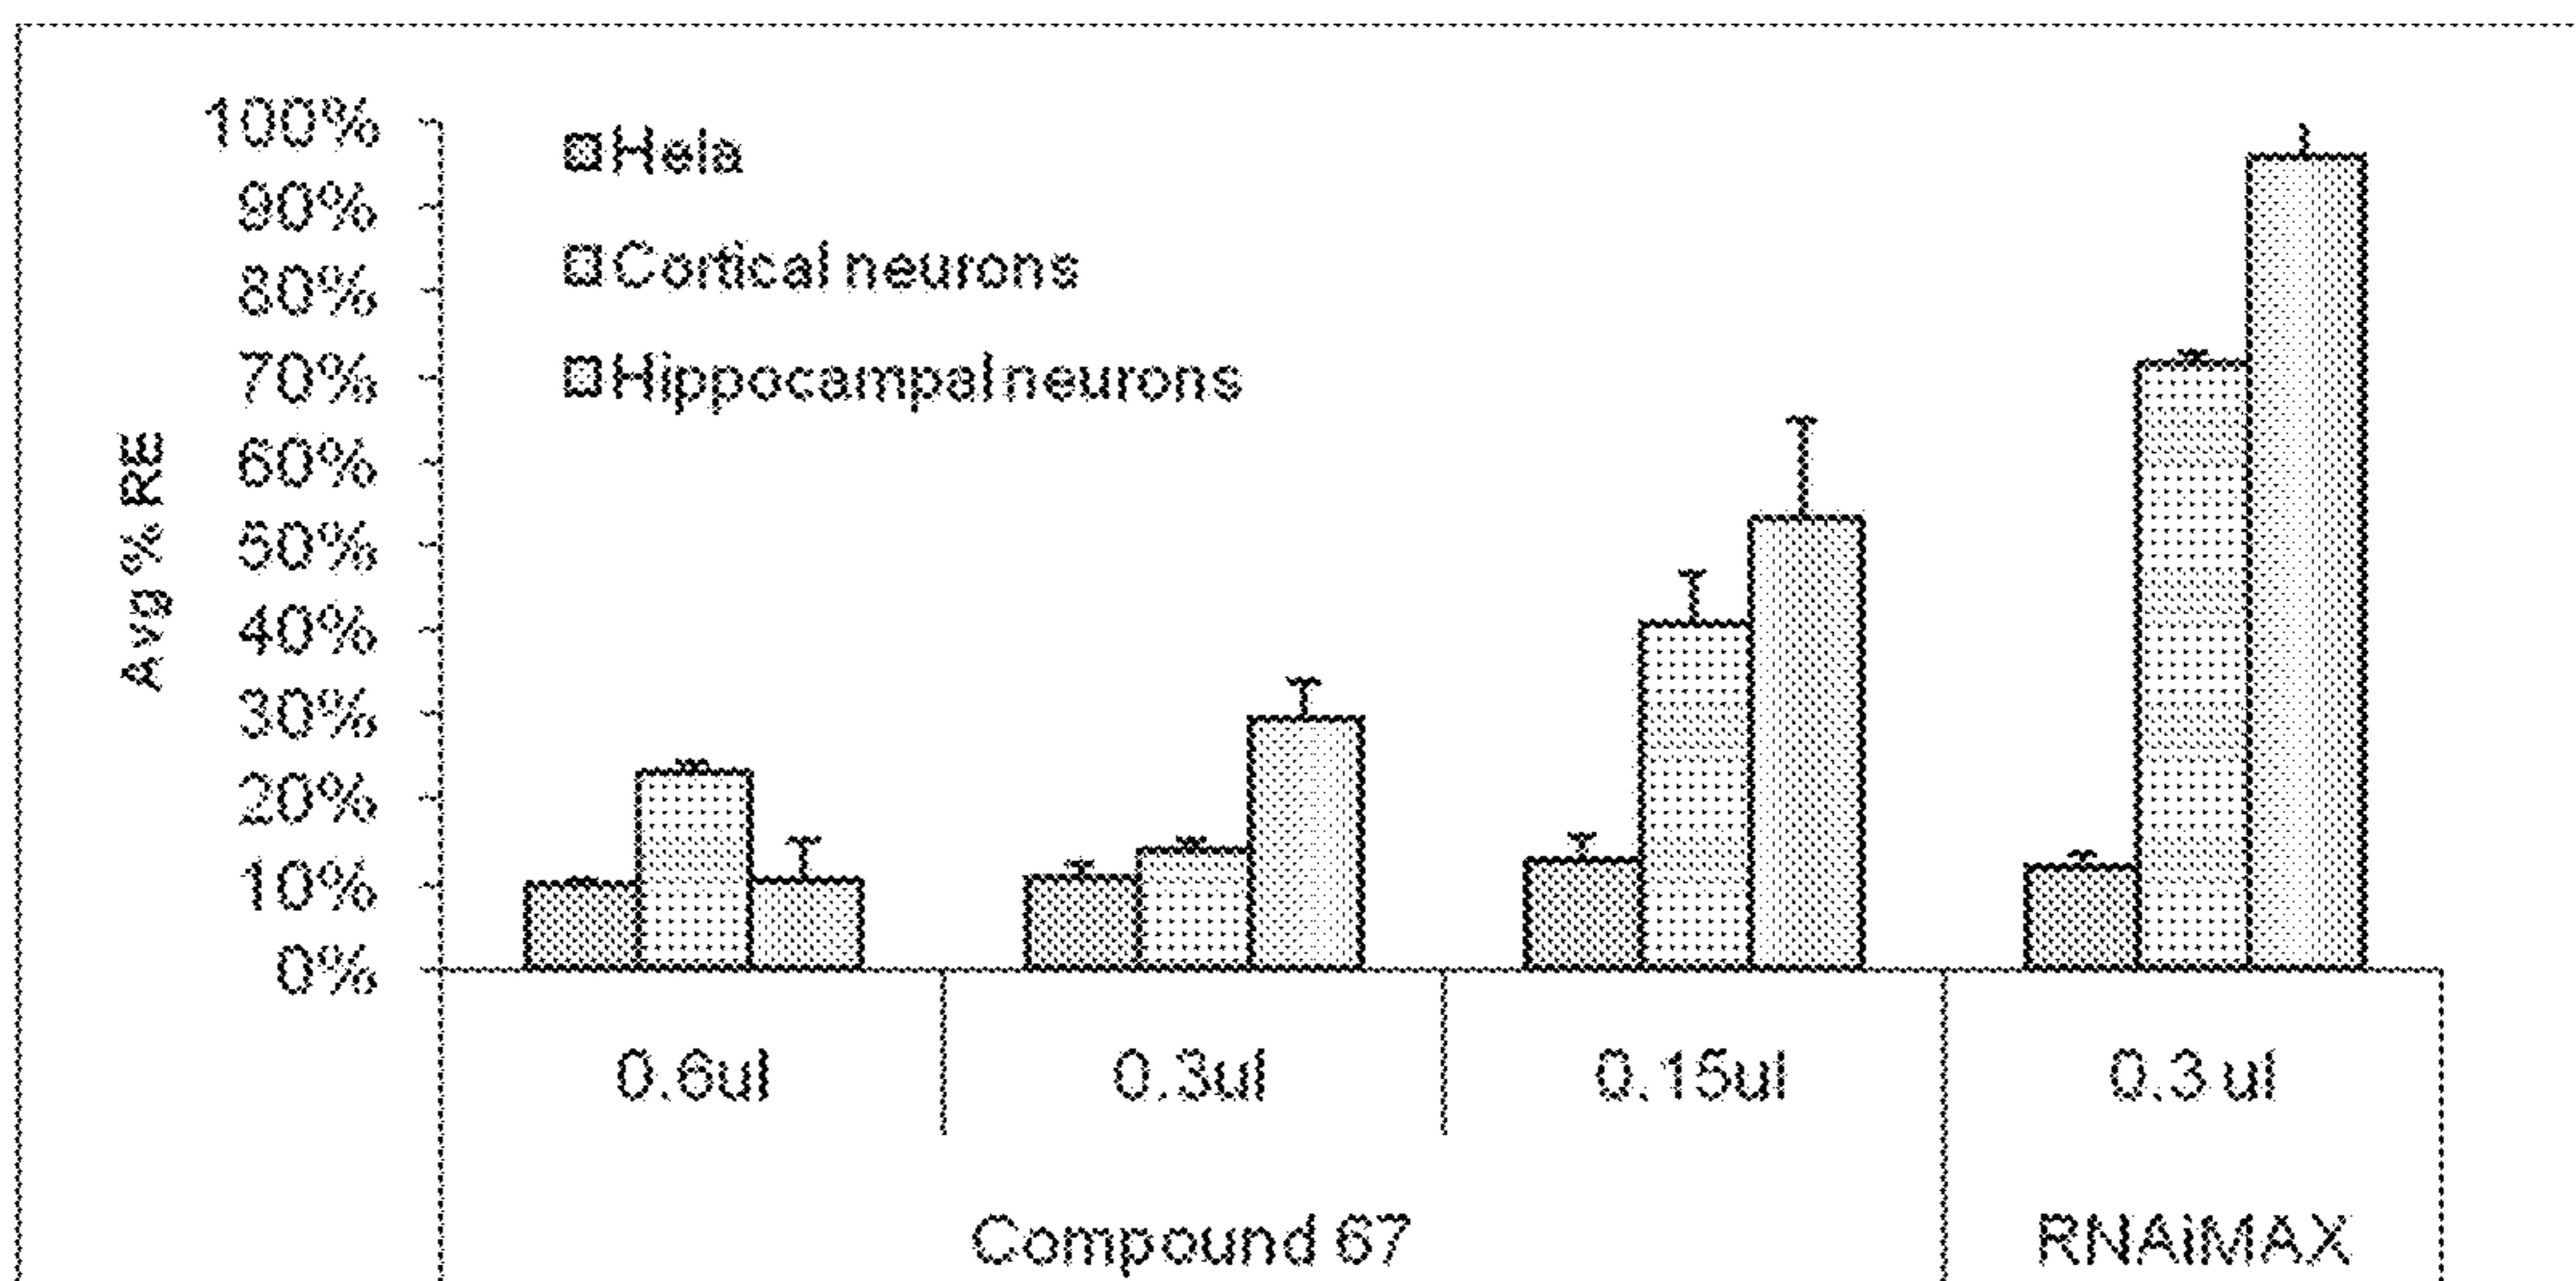 100%
90%
80%
70%
60%
50%
40%
30%
20%
10%
0%
Avg % RE
Hela
Cortical neurons
Hippocampal neurons
0.6ul 0.3ul 0.15ul 0.3 ul
Compound 67 RNAiMAX